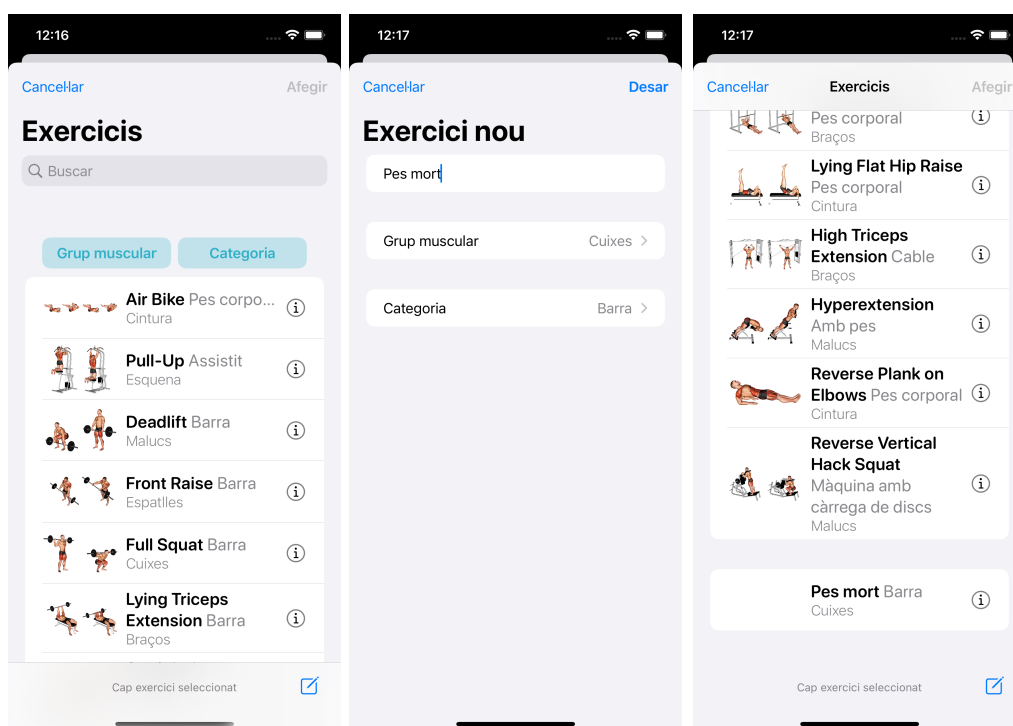 12:16
Cancel·lar
Afegir
Exercicis
Buscar
Grup muscular
Categoria
Air Bike Pes corpo...
Cintura
Pull-Up Assistit
Esquena
Deadlift Barra
Malucs
Front Raise Barra
Espatlles
Full Squat Barra
Cuixes
Lying Triceps
Extension Barra
Braços
Cap exercici seleccionat
12:17
Cancel·lar
Desar
Exercici nou
Pes mort
Grup muscular
Cuixes
Categoria
Barra
12:17
Cancel·lar
Exercicis
Afegir
Pes corporal
Braços
Lying Flat Hip Raise
Pes corporal
Cintura
High Triceps
Extension Cable
Braços
Hyperextension
Amb pes
Malucs
Reverse Plank on
Elbows Pes corporal
Cintura
Reverse Vertical
Hack Squat
Màquina amb
càrrega de discs
Malucs
Pes mort Barra
Cuixes
Cap exercici seleccionat